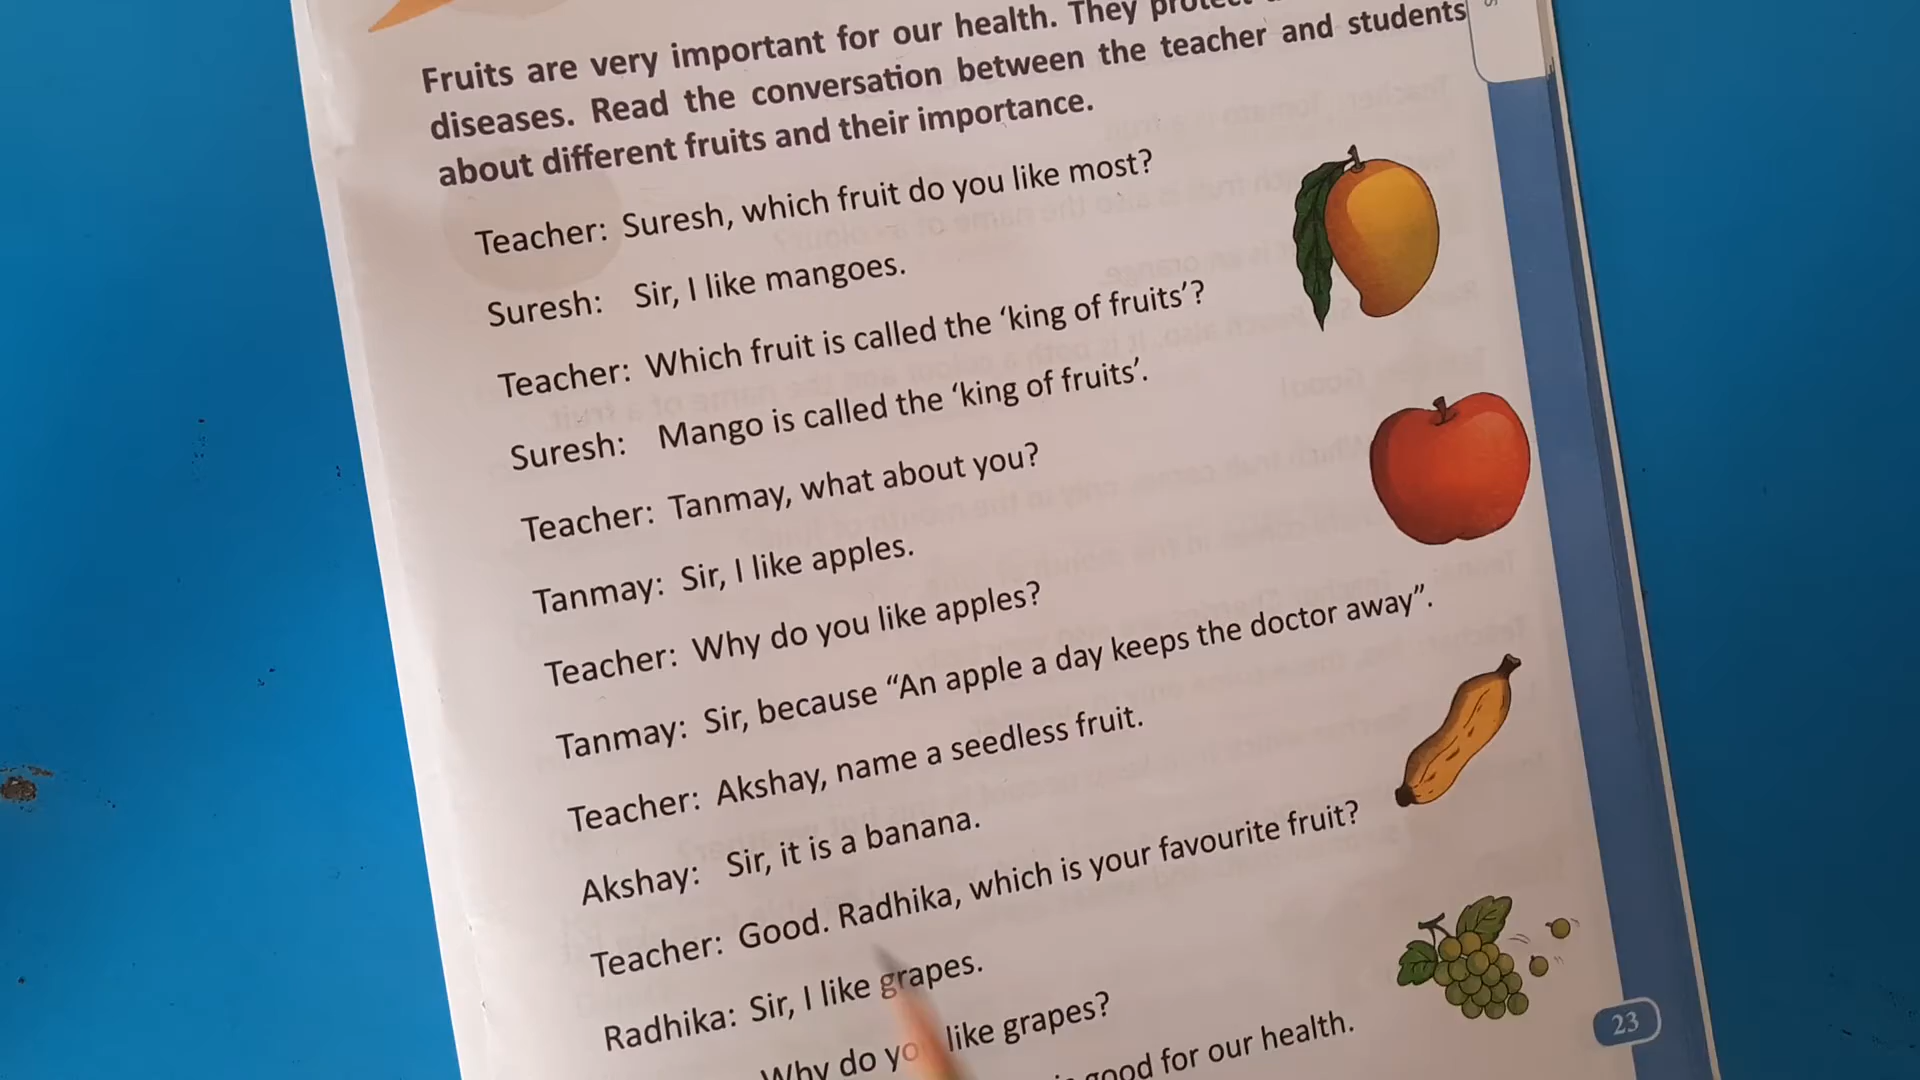 Fruits are very important for our health. They protect
diseases. Read the conversation between the teacher and students
about different fruits and their importance.
Teacher: Suresh, which fruit do you like most?
Suresh: Sir, I like mangoes.
Teacher: Which fruit is called the ‘king of fruits’?
Suresh: Mango is called the ‘king of fruits’.
Teacher: Tanmay, what about you?
Tanmay: Sir, I like apples.
Teacher: Why do you like apples?
Tanmay: Sir, because “An apple a day keeps the doctor away”.
Teacher: Akshay, name a seedless fruit.
Akshay: Sir, it is a banana.
Teacher: Good. Radhika, which is your favourite fruit?
Radhika: Sir, I like grapes.
Why do you like grapes?
good for our health.
23